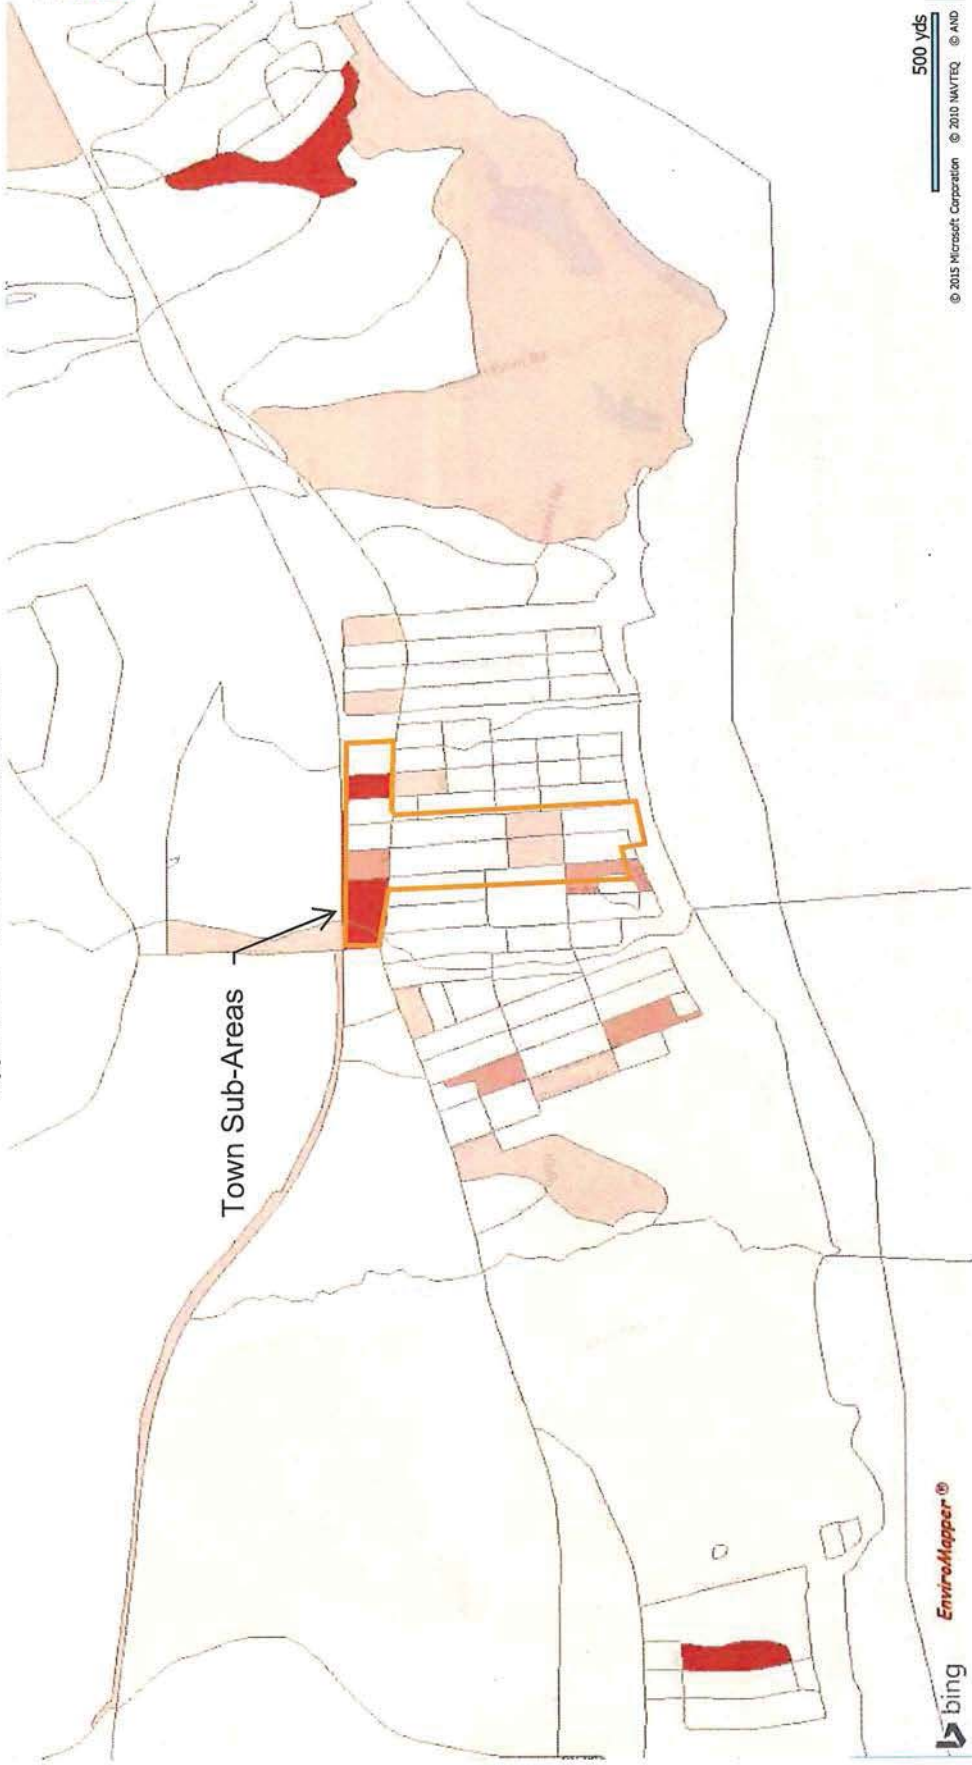 Town Sub-Areas
500 yds
bing
EnviroMapper®
© 2015 Microsoft Corporation © 2010 NAVTEQ © AND